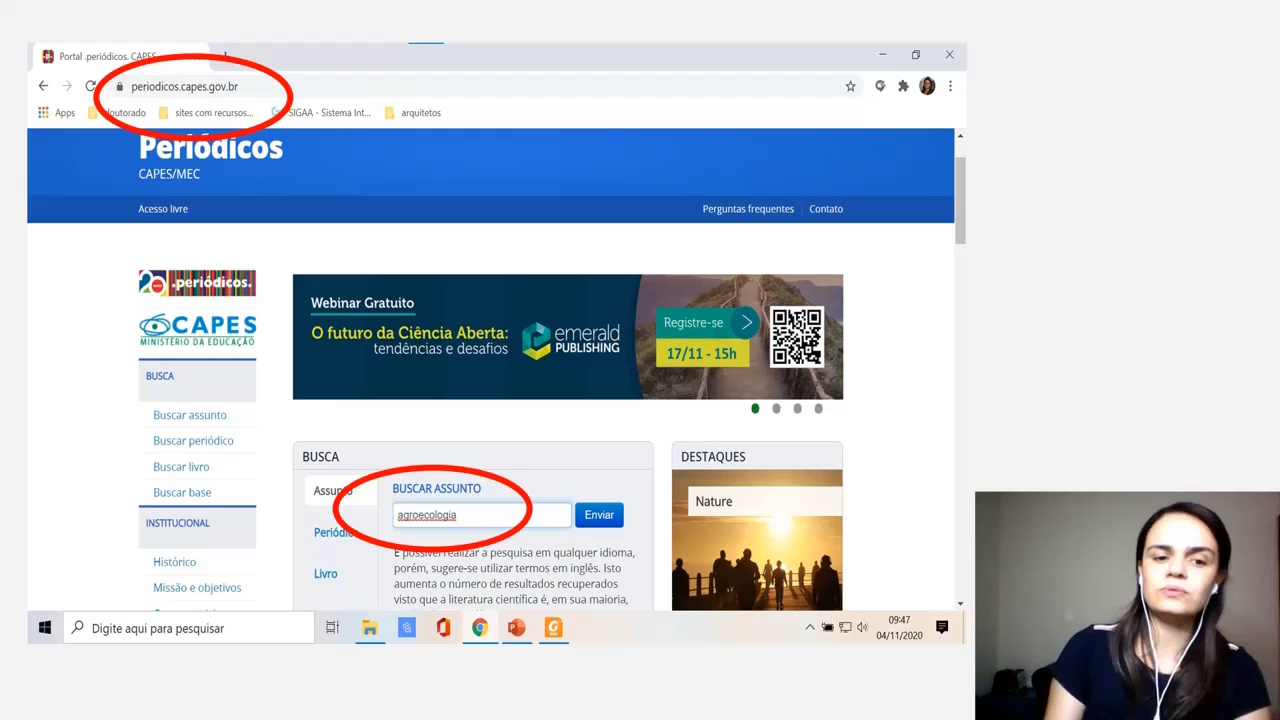 Portal .periódicos. CAPES
periodicos.capes.gov.br
Apps
doutorado
sites com recursos...
SIGAA - Sistema Int...
arquitetos
Periódicos
CAPES/MEC
Acesso livre
Perguntas frequentes
Contato
20 .periódicos.
CAPES
MINISTÉRIO DA EDUCAÇÃO
Webinar Gratuito
O futuro da Ciência Aberta:
tendências e desafios
emerald
PUBLISHING
Registre-se
17/11 - 15h
BUSCA
Buscar assunto
Buscar periódico
Buscar livro
Buscar base
INSTITUCIONAL
Histórico
Missão e objetivos
BUSCA
Assunto
Periódico
Livro
BUSCAR ASSUNTO
agroecologia
Enviar
É possível realizar a pesquisa em qualquer idioma,
porém, sugere-se utilizar termos em inglês. Isto
aumenta o número de resultados recuperados
visto que a literatura científica é, em sua maioria,
DESTAQUES
Nature
Digite aqui para pesquisar
09:47
04/11/2020